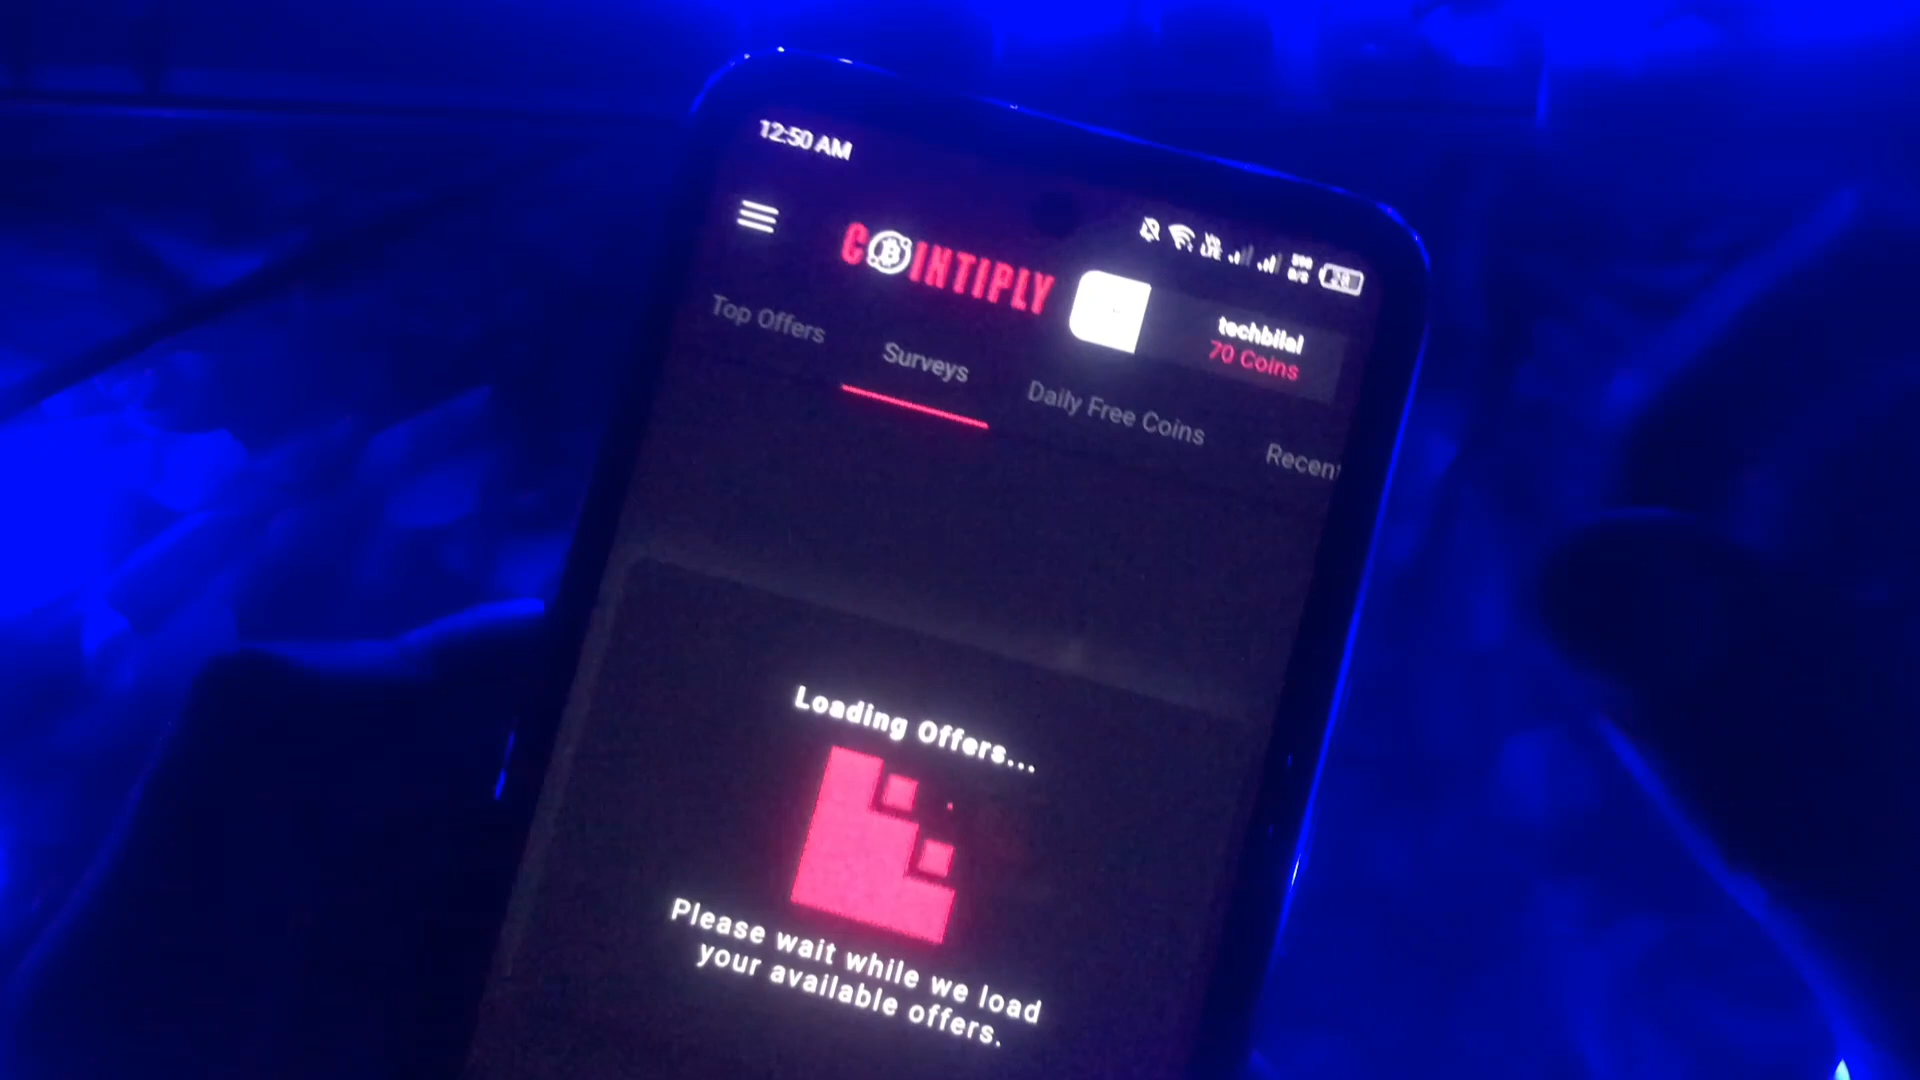 12:50 AM
COINTIPLY
techbilal
70 Coins
Top Offers
Surveys
Daily Free Coins
Recent
Loading Offers...
Please wait while we load
your available offers.